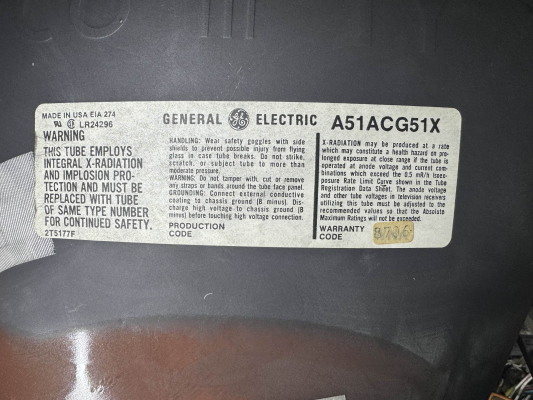 MADE IN USA EIA 274
LR24296
WARNING
THIS TUBE EMPLOYS
INTEGRAL X-RADIATION
AND IMPLOSION PRO-
TECTION AND MUST BE
REPLACED WITH TUBE
OF SAME TYPE NUMBER
FOR CONTINUED SAFETY.
2T5177F
GENERAL GE ELECTRIC
HANDLING: Wear safety goggles with side
shields to prevent possible injury from flying
glass in case tube breaks. Do not strike,
scratch, or subject tube to more than
moderate pressure.
WARNING: Do not tamper with, cut or remove
any straps or bands around the tube face panel.
GROUNDING: Connect external conductive
coating to chassis ground (B minus). Dis-
charge high voltage to chassis ground (B
minus) before touching high voltage connection.
PRODUCTION
CODE
A51ACG51X
X-RADIATION may be produced at a rate
which may constitute a health hazard on pro-
longed exposure at close range if the tube is
operated at anode voltage and current com-
binations which exceed the 0.5 mR/h Isoex-
posure Rate Limit Curve shown in the Tube
Registration Data Sheet. The anode voltage
and other tube voltages in television receivers
utilizing this tube must be adjusted to the
recommended values so that the Absolute
Maximum Ratings will not be exceeded.
WARRANTY
CODE